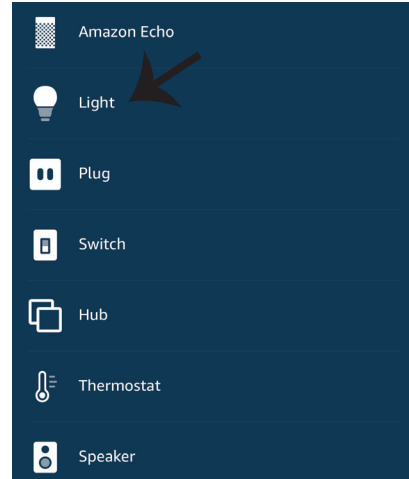 Amazon Echo
Light
Plug
Switch
Hub
Thermostat
Speaker